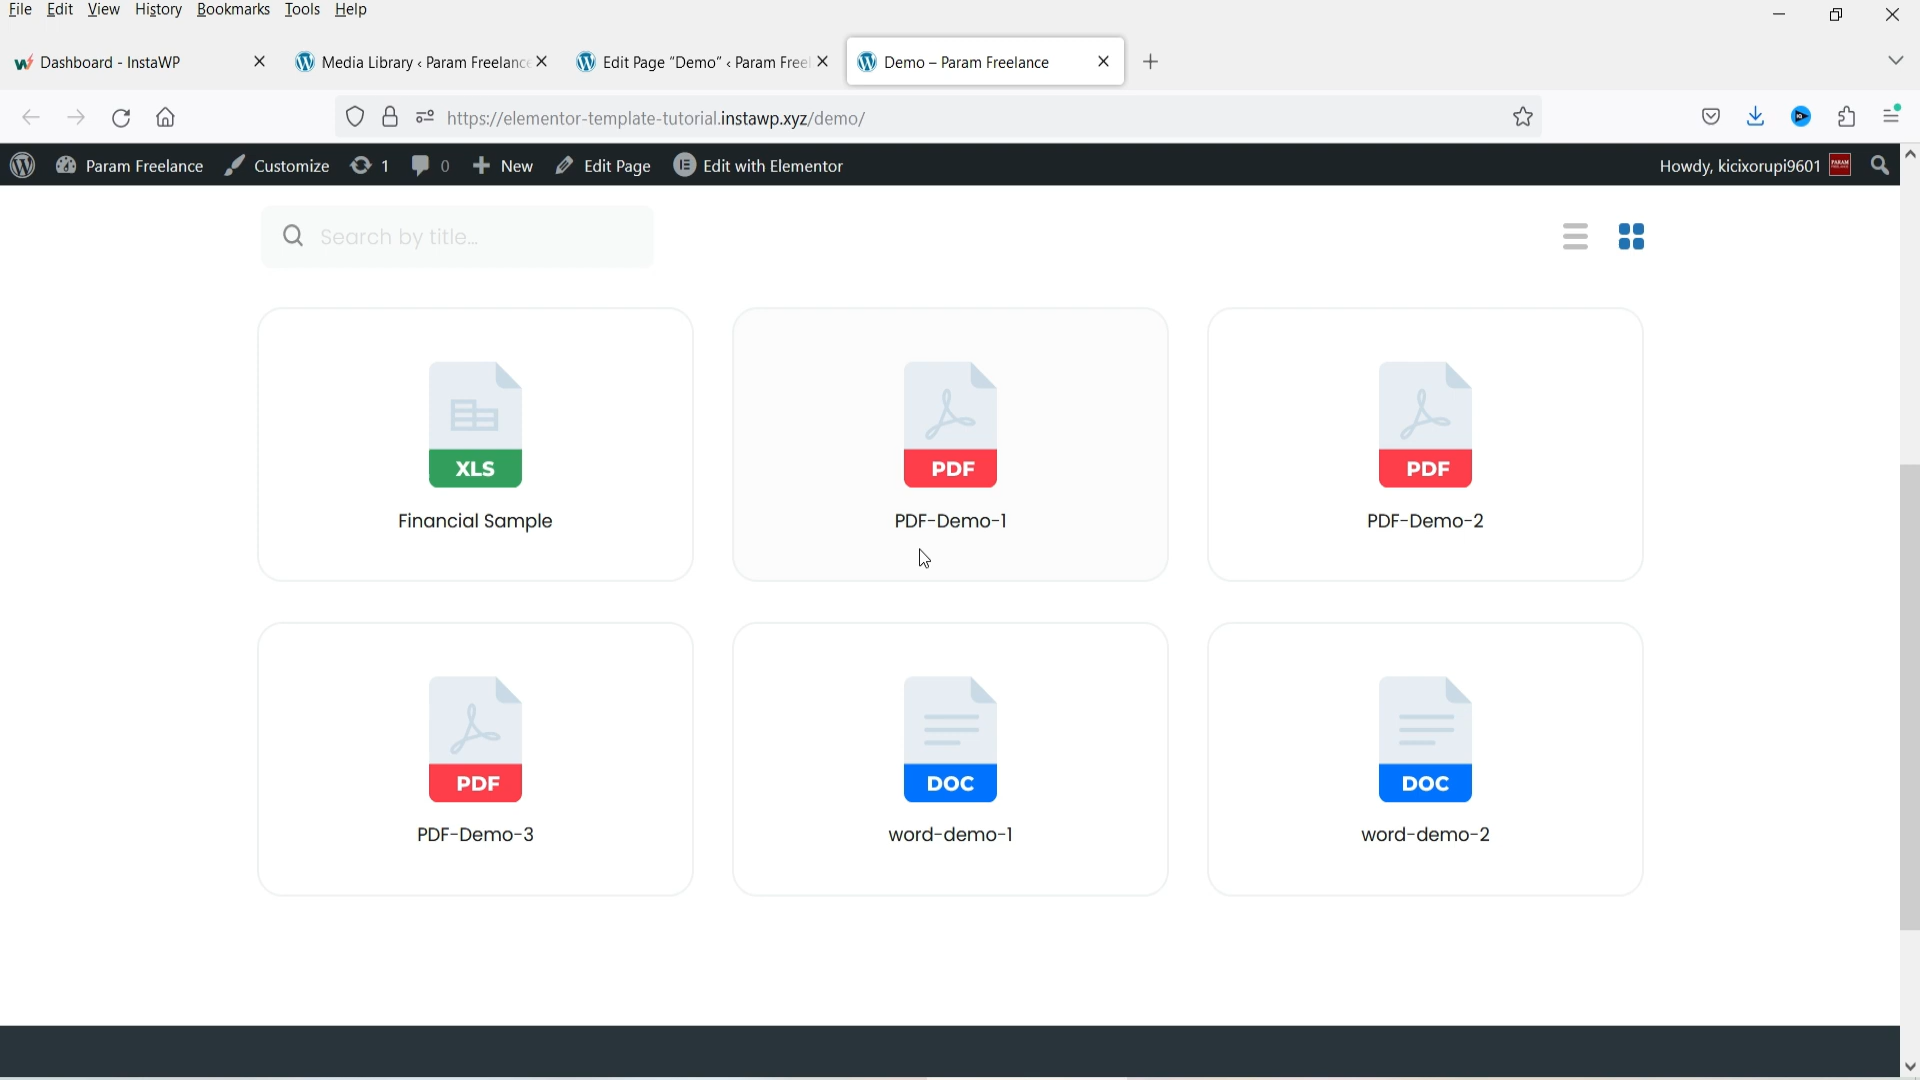 File Edit View History Bookmarks Tools Help
Dashboard - InstaWP
Media Library ‹ Param Freelance
Edit Page “Demo” ‹ Param Free
Demo – Param Freelance
https://elementor-template-tutorial.instawp.xyz/demo/
Param Freelance Customize 1 0 New Edit Page Edit with Elementor Howdy, kicixorupi9601
Search by title...
XLS PDF PDF
Financial Sample PDF-Demo-1 PDF-Demo-2
PDF DOC DOC
PDF-Demo-3 word-demo-1 word-demo-2